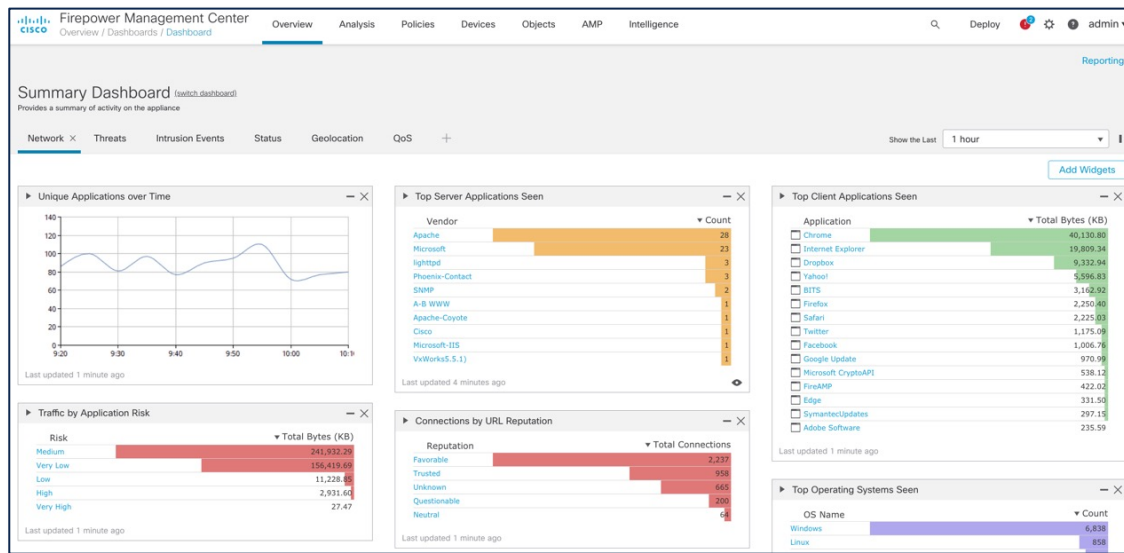 CISCO
Firepower Management Center
Overview / Dashboards / Dashboard
Overview Analysis Policies Devices Objects AMP Intelligence
Deploy 2 ? admin
Reporting
Summary Dashboard (switch dashboard)
Provides a summary of activity on the appliance
Network × Threats Intrusion Events Status Geolocation QoS +
Show the Last 1 hour
Add Widgets
Unique Applications over Time
140
120
100
80
60
40
20
0
9:20 9:30 9:40 9:50 10:00
Last updated 1 minute ago
Traffic by Application Risk
Risk Total Bytes (KB)
Medium 241,932.29
Very Low 156,419.69
Low 11,228.85
High 2,931.60
Very High 27.47
Last updated 1 minute ago
Top Server Applications Seen
Vendor Count
Apache 28
Microsoft 23
lighttpd 3
Phoenix-Contact 3
SNMP 2
A-B WWW 1
Apache-Coyote 1
Cisco 1
Microsoft-IIS 1
VxWorks5.5.1) 1
Last updated 4 minutes ago
Connections by URL Reputation
Reputation Total Connections
Favorable 2,237
Trusted 958
Unknown 665
Questionable 200
Neutral 64
Last updated 1 minute ago
Top Client Applications Seen
Application Total Bytes (KB)
Chrome 40,130.80
Internet Explorer 19,809.34
Dropbox 9,332.94
Yahoo! 5,596.83
BITS 3,162.92
Firefox 2,250.40
Safari 2,225.03
Twitter 1,175.09
Facebook 1,006.76
Google Update 970.99
Microsoft CryptoAPI 538.12
FireAMP 422.02
Edge 331.50
SymantecUpdates 297.15
Adobe Software 235.59
Last updated 1 minute ago
Top Operating Systems Seen
OS Name Count
Windows 6,838
Linux 858